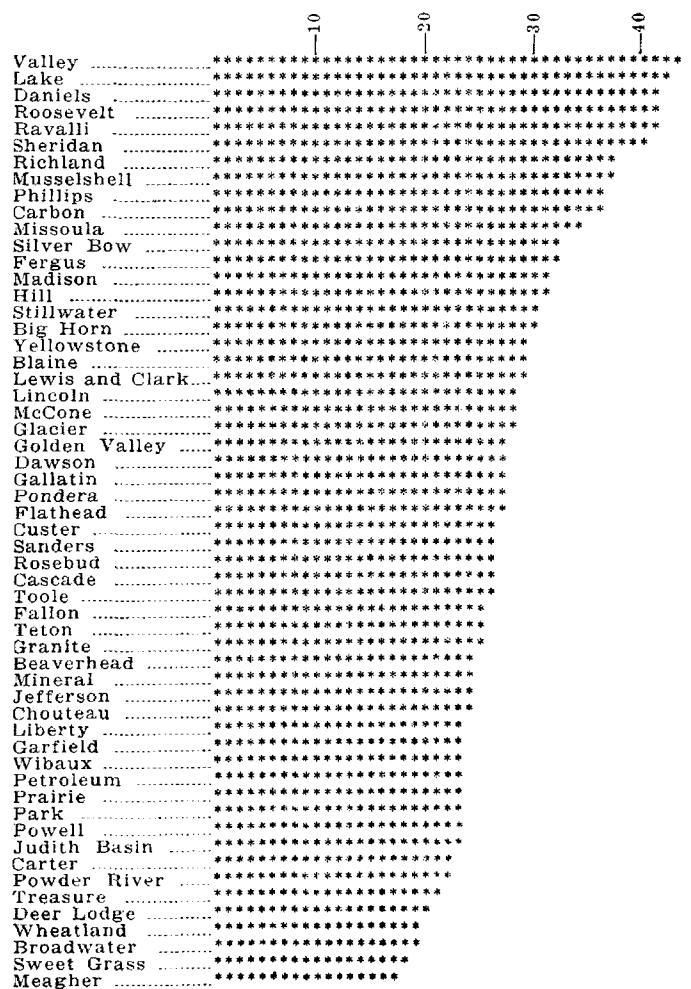 —10 —20 —30 —40
Valley
Lake
Daniels
Roosevelt
Ravalli
Sheridan
Richland
Musselshell
Phillips
Carbon
Missoula
Silver Bow
Fergus
Madison
Hill
Stillwater
Big Horn
Yellowstone
Blaine
Lewis and Clark
Lincoln
McCone
Glacier
Golden Valley
Dawson
Gallatin
Pondera
Flathead
Custer
Sanders
Rosebud
Cascade
Toole
Fallon
Teton
Granite
Beaverhead
Mineral
Jefferson
Chouteau
Liberty
Garfield
Wibaux
Petroleum
Prairie
Park
Powell
Judith Basin
Carter
Powder River
Treasure
Deer Lodge
Wheatland
Broadwater
Sweet Grass
Meagher